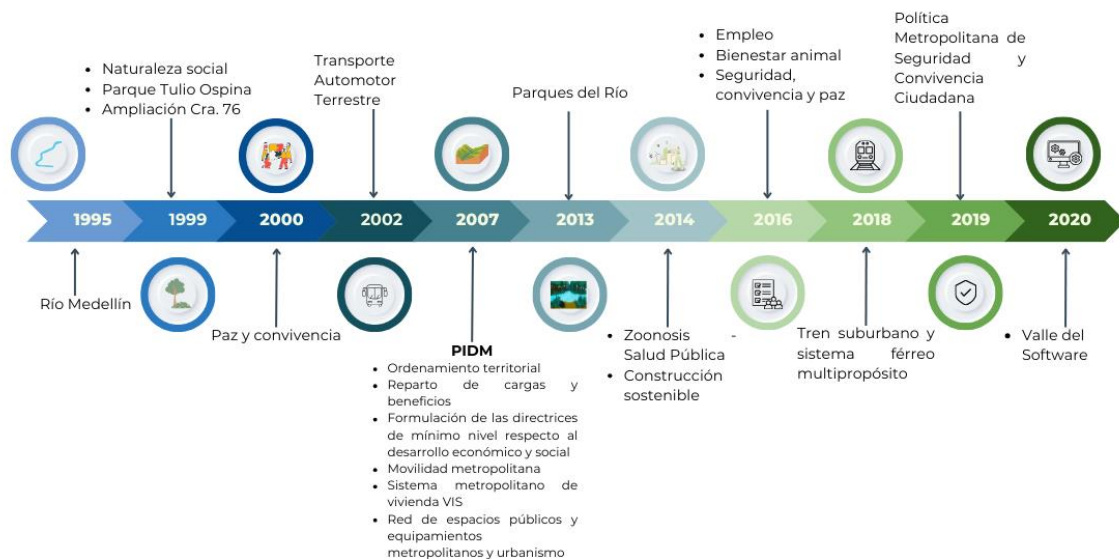 • Naturaleza social
• Parque Tulio Ospina
• Ampliación Cra. 76
Transporte
Automotor
Terrestre
Parques del Río
• Empleo
• Bienestar animal
• Seguridad,
convivencia y paz
Política
Metropolitana de
Seguridad y
Convivencia
Ciudadana
1995
1999
2000
2002
2007
2013
2014
2016
2018
2019
2020
Río Medellín
Paz y convivencia
PIDM
• Ordenamiento territorial
• Reparto de cargas y
beneficios
• Formulación de las directrices
de mínimo nivel respecto al
desarrollo económico y social
• Movilidad metropolitana
• Sistema metropolitano de
vivienda VIS
• Red de espacios públicos y
equipamientos
metropolitanos y urbanismo
• Zoonosis -
Salud Pública
• Construcción
sostenible
Tren suburbano y
sistema férreo
multipropósito
• Valle del
Software